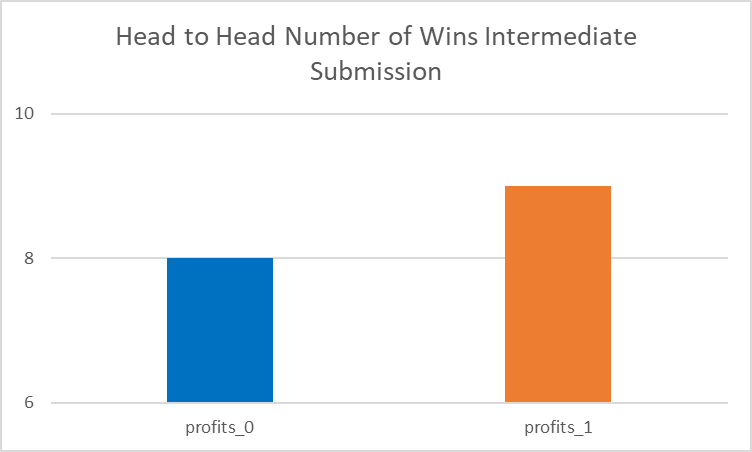 Head to Head Number of Wins Intermediate
Submission
10
8
6
profits_0
profits_1